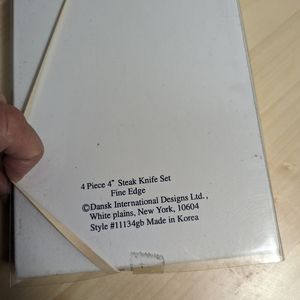 4 Piece 4" Steak Knife Set
Fine Edge
©Dansk International Designs Ltd.,
White plains, New York, 10604
Style #11134gb Made in Korea